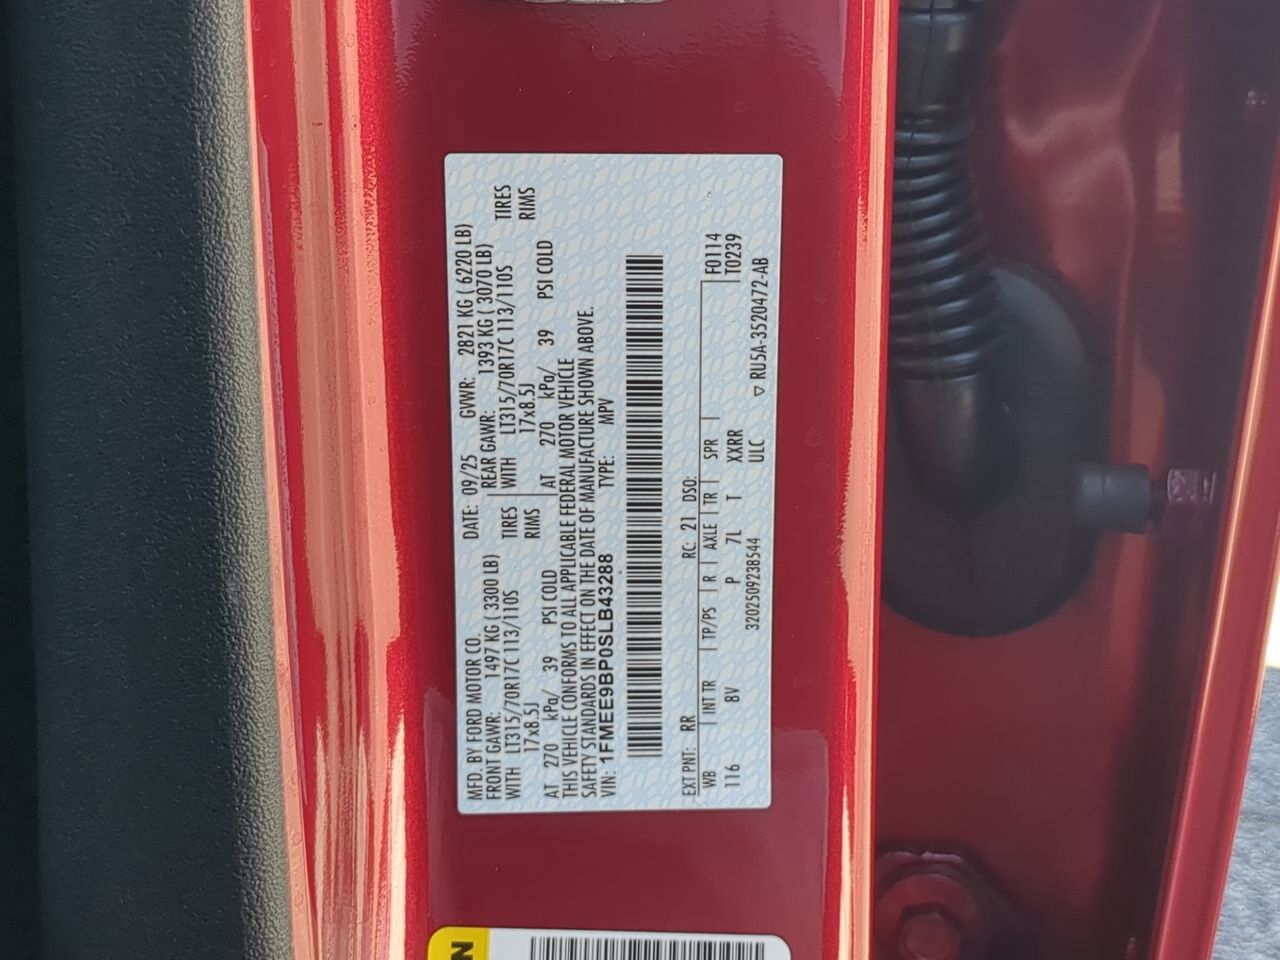 MFD. BY FORD MOTOR CO. DATE: 09/25 GVWR: 2821 KG ( 6220 LB)
FRONT GAWR: 1497 KG ( 3300 LB) REAR GAWR: 1393 KG ( 3070 LB)
WITH LT315/70R17C 113/110S TIRES WITH LT315/70R17C 113/110S TIRES
17x8.5J RIMS 17x8.5J RIMS
AT 270 kPa/ 39 PSI COLD AT 270 kPa/ 39 PSI COLD
THIS VEHICLE CONFORMS TO ALL APPLICABLE FEDERAL MOTOR VEHICLE
SAFETY STANDARDS IN EFFECT ON THE DATE OF MANUFACTURE SHOWN ABOVE.
VIN: 1FMEE9BP0SLB43288 TYPE: MPV
EXT PNT: RR RC: 21 DSO:
WB INT TR TP/PS R AXLE TR SPR F0114
116 8V P 7L T XXRR T0239
3202509238544 ULC ▽ RU5A-3520472-AB